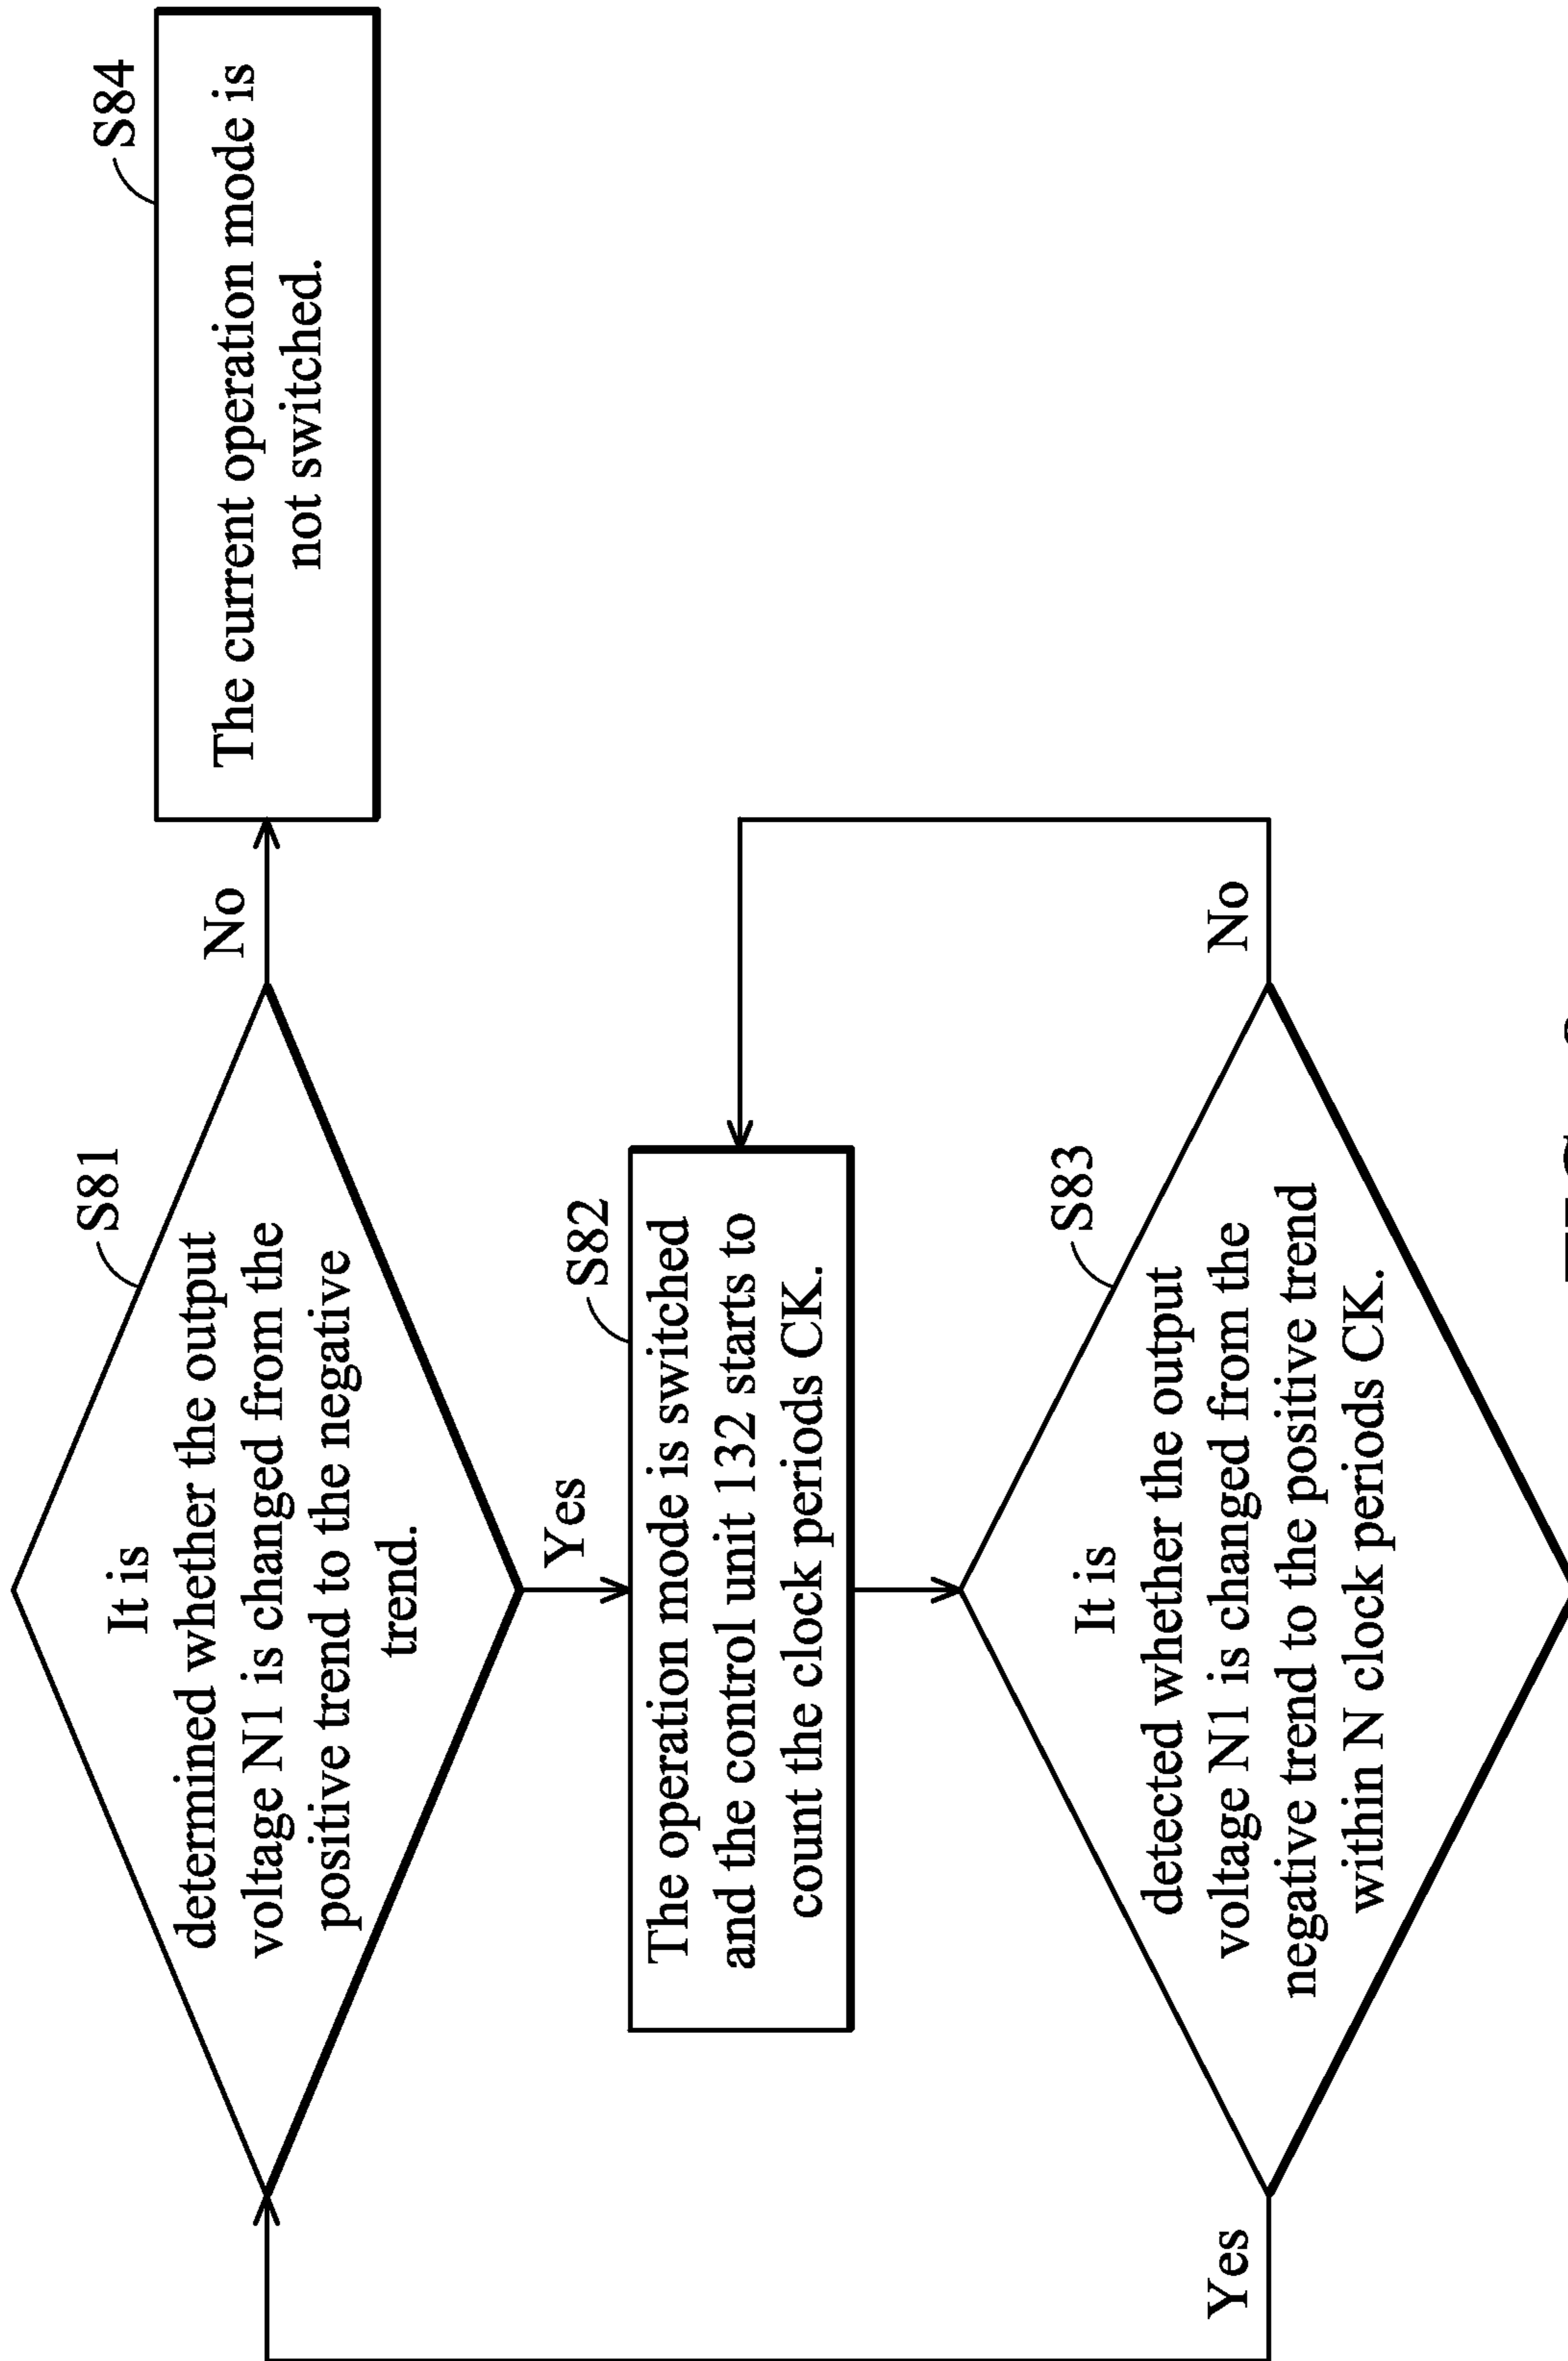 S81
It is
determined whether the output
voltage N1 is changed from the
positive trend to the negative
trend.
No
S84
The current operation mode is
not switched.
Yes
S82
The operation mode is switched
and the control unit 132 starts to
count the clock periods CK.
S83
It is
detected whether the output
voltage N1 is changed from the
negative trend to the positive trend
within N clock periods CK.
Yes
No